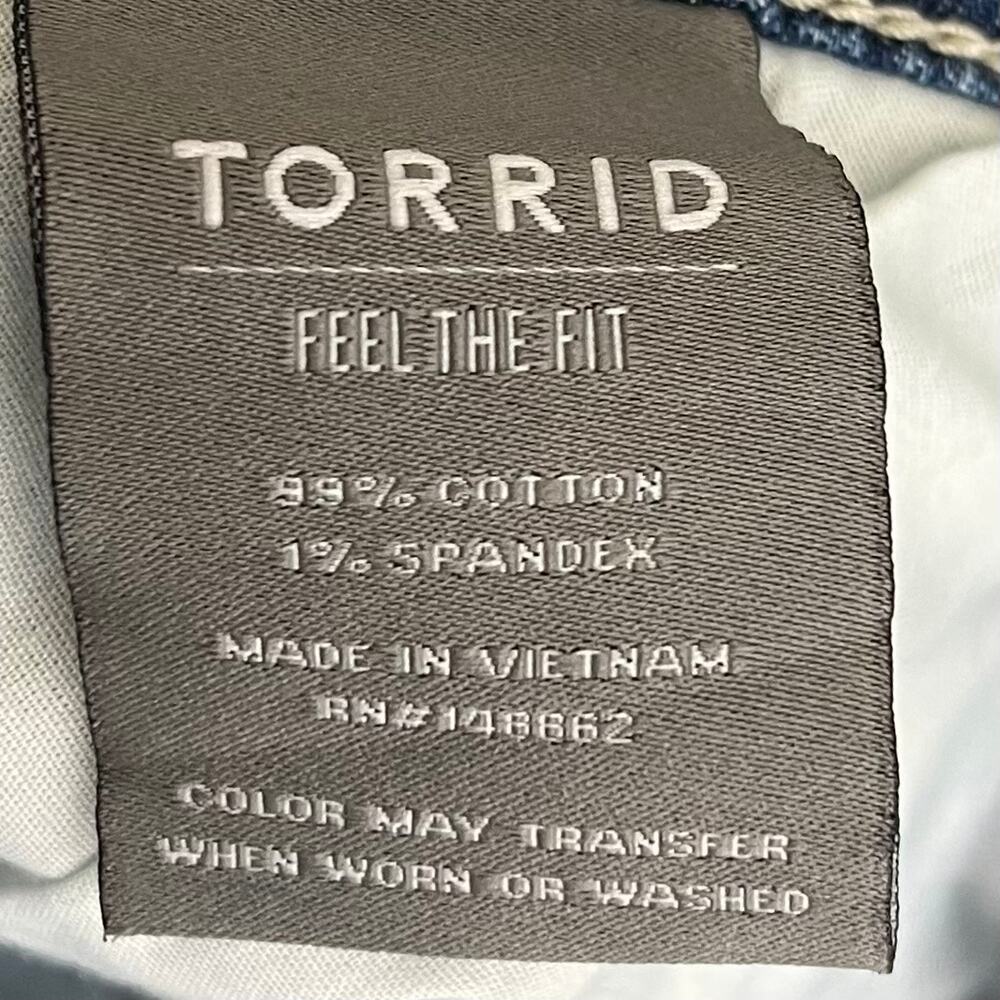 TORRID
FEEL THE FIT
99% COTTON
1% SPANDEX
MADE IN VIETNAM
RN#148662
COLOR MAY TRANSFER
WHEN WORN OR WASHED